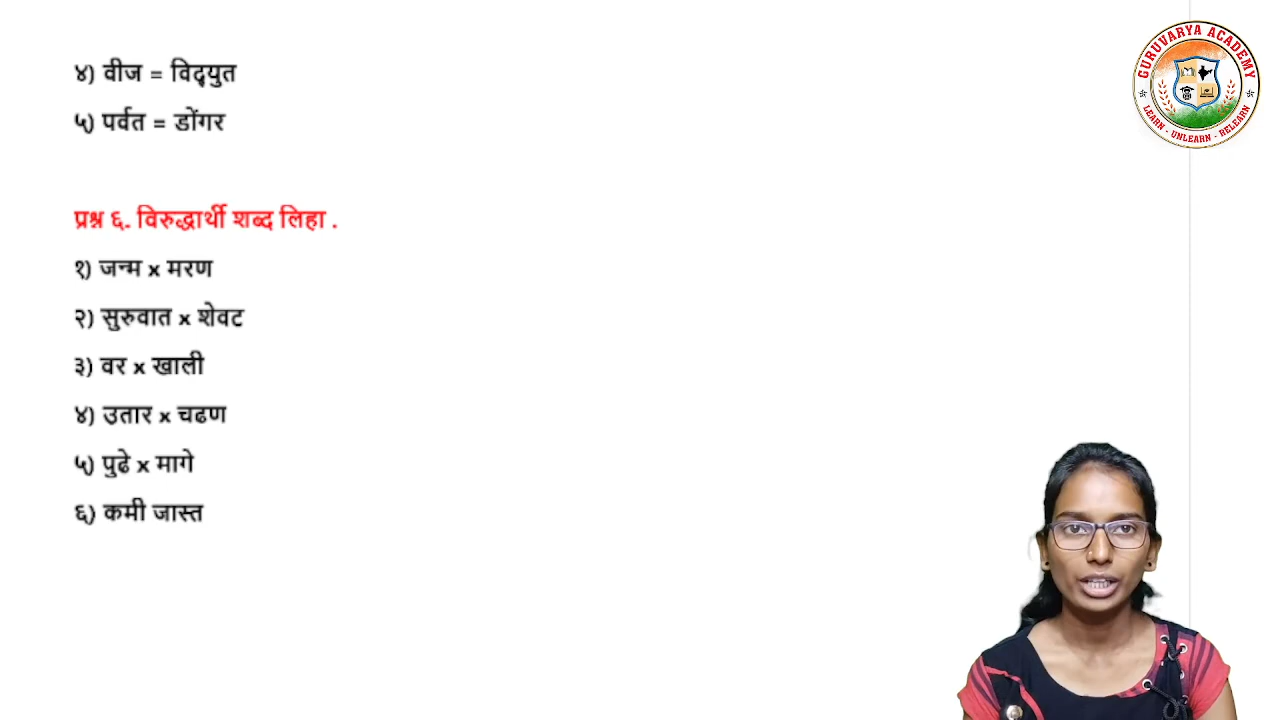 ४) वीज = विद्युत
५) पर्वत = डोंगर
प्रश्न ६. विरुद्धार्थी शब्द लिहा .
१) जन्म x मरण
२) सुरुवात x शेवट
३) वर x खाली
४) उतार x चढण
५) पुढे x मागे
६) कमी जास्त
GURUVARYA ACADEMY
LEARN - UNLEARN - RELEARN